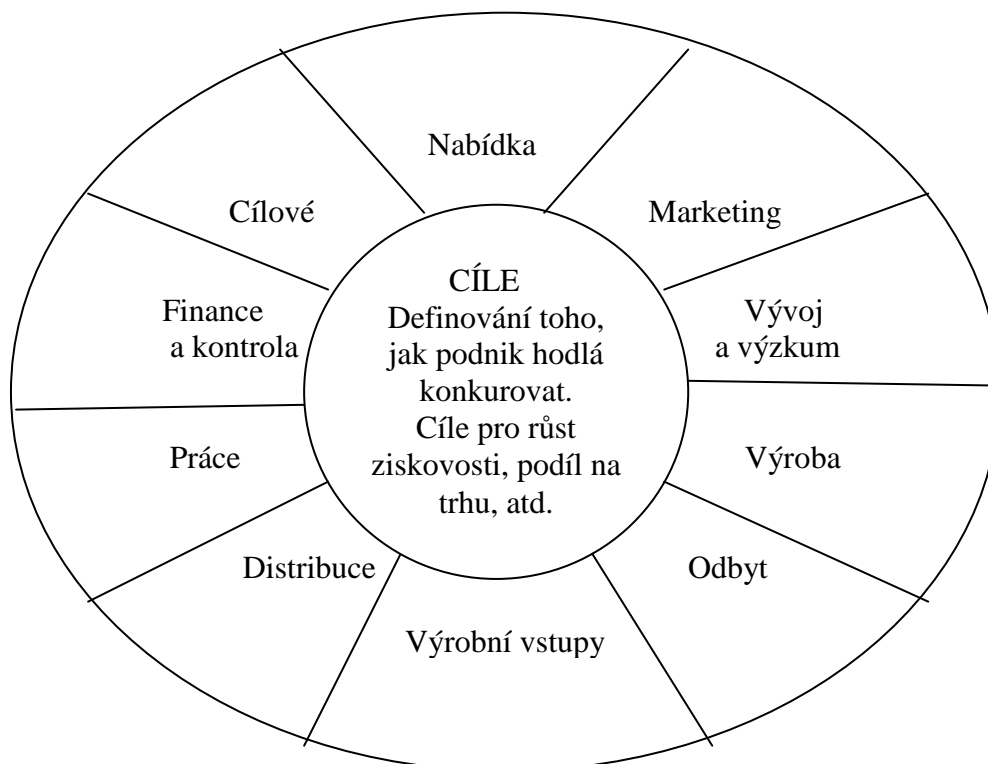 Nabídka
Cílové
Marketing
CÍLE
Definování toho,
jak podnik hodlá
konkurovat.
Cíle pro růst
ziskovosti, podíl na
trhu, atd.
Finance
a kontrola
Vývoj
a výzkum
Práce
Výroba
Distribuce
Odbyt
Výrobní vstupy